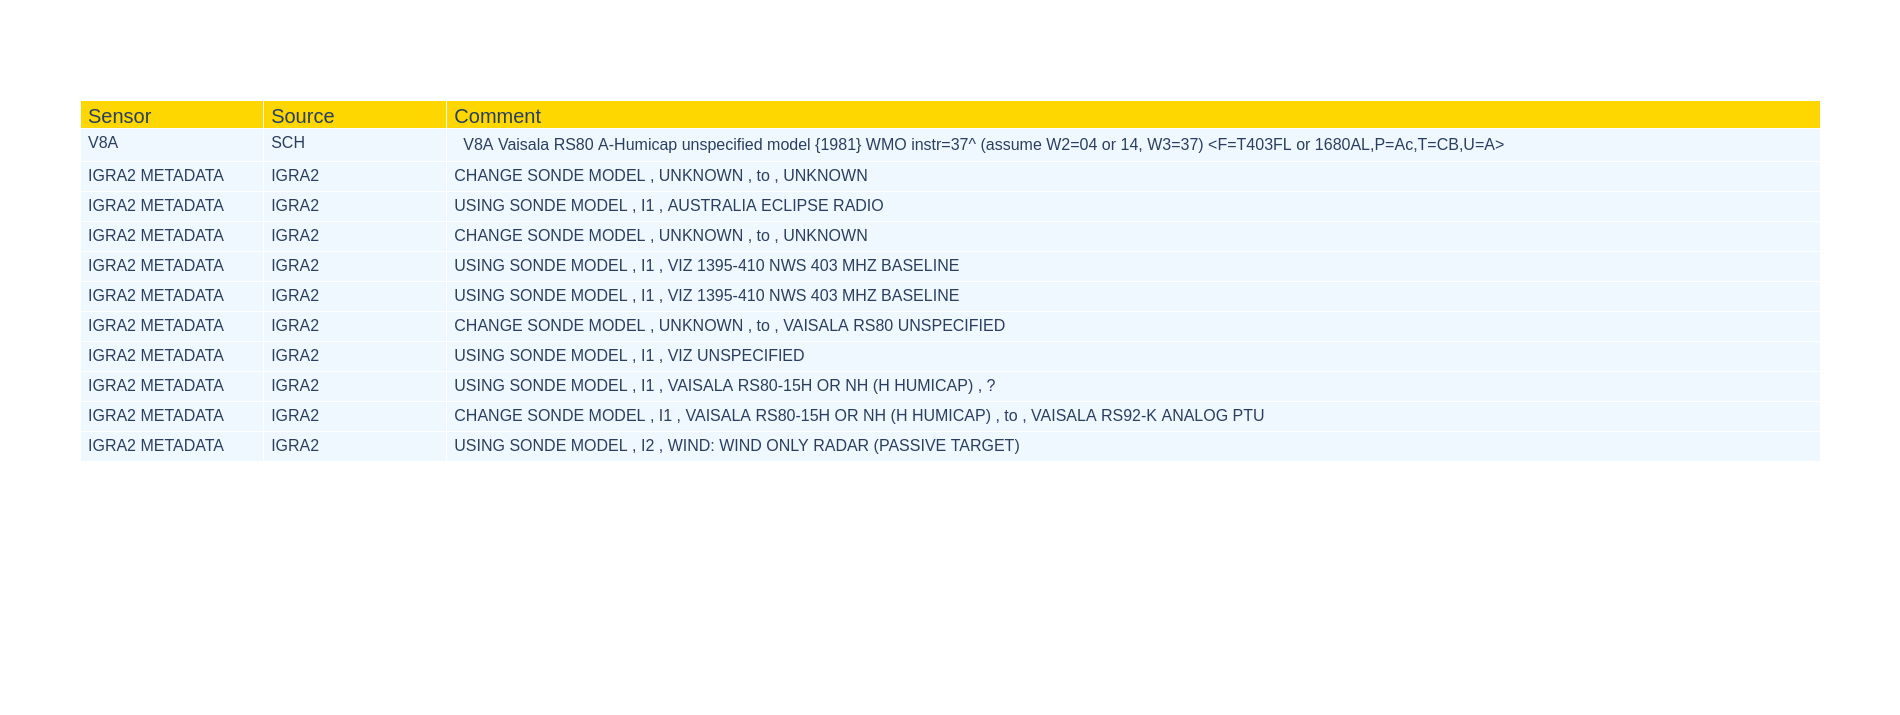 Sensor Source Comment
V8A SCH V8A Vaisala RS80 A-Humicap unspecified model {1981} WMO instr=37^ (assume W2=04 or 14, W3=37) <F=T403FL or 1680AL,P=Ac,T=CB,U=A>
IGRA2 METADATA IGRA2 CHANGE SONDE MODEL , UNKNOWN , to , UNKNOWN
IGRA2 METADATA IGRA2 USING SONDE MODEL , I1 , AUSTRALIA ECLIPSE RADIO
IGRA2 METADATA IGRA2 CHANGE SONDE MODEL , UNKNOWN , to , UNKNOWN
IGRA2 METADATA IGRA2 USING SONDE MODEL , I1 , VIZ 1395-410 NWS 403 MHZ BASELINE
IGRA2 METADATA IGRA2 USING SONDE MODEL , I1 , VIZ 1395-410 NWS 403 MHZ BASELINE
IGRA2 METADATA IGRA2 CHANGE SONDE MODEL , UNKNOWN , to , VAISALA RS80 UNSPECIFIED
IGRA2 METADATA IGRA2 USING SONDE MODEL , I1 , VIZ UNSPECIFIED
IGRA2 METADATA IGRA2 USING SONDE MODEL , I1 , VAISALA RS80-15H OR NH (H HUMICAP) , ?
IGRA2 METADATA IGRA2 CHANGE SONDE MODEL , I1 , VAISALA RS80-15H OR NH (H HUMICAP) , to , VAISALA RS92-K ANALOG PTU
IGRA2 METADATA IGRA2 USING SONDE MODEL , I2 , WIND: WIND ONLY RADAR (PASSIVE TARGET)